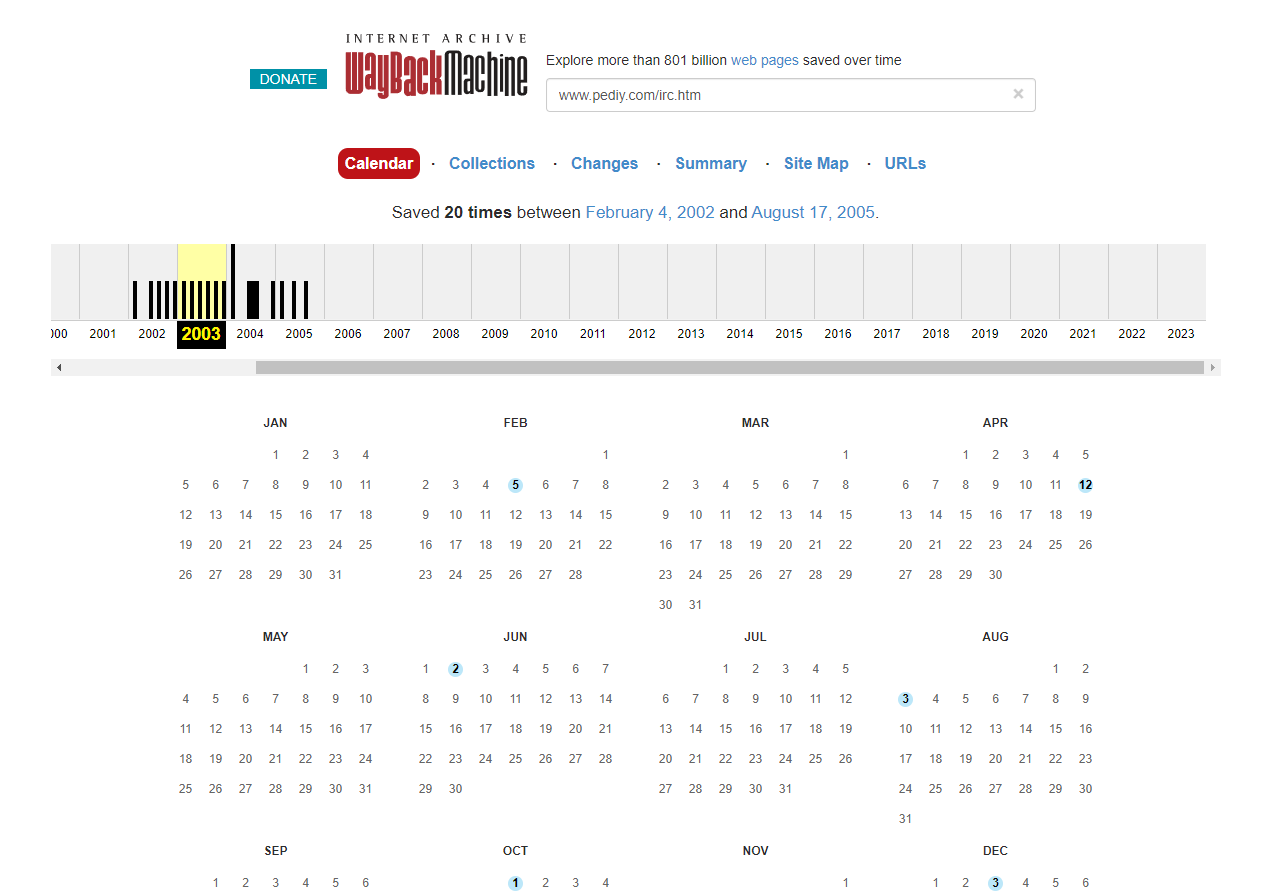 INTERNET ARCHIVE
WayBackMachine
DONATE
Explore more than 801 billion web pages saved over time
www.pediy.com/irc.htm ×
Calendar · Collections · Changes · Summary · Site Map · URLs
Saved 20 times between February 4, 2002 and August 17, 2005.
2001 2002 2003 2004 2005 2006 2007 2008 2009 2010 2011 2012 2013 2014 2015 2016 2017 2018 2019 2020 2021 2022 2023
JAN FEB MAR APR
1 2 3 4 1 1 1 2 3 4 5
5 6 7 8 9 10 11 2 3 4 5 6 7 8 2 3 4 5 6 7 8 6 7 8 9 10 11 12
12 13 14 15 16 17 18 9 10 11 12 13 14 15 9 10 11 12 13 14 15 13 14 15 16 17 18 19
19 20 21 22 23 24 25 16 17 18 19 20 21 22 16 17 18 19 20 21 22 20 21 22 23 24 25 26
26 27 28 29 30 31 23 24 25 26 27 28 23 24 25 26 27 28 29 27 28 29 30
30 31
MAY JUN JUL AUG
1 2 3 1 2 3 4 5 6 7 1 2 3 4 5 1 2
4 5 6 7 8 9 10 8 9 10 11 12 13 14 6 7 8 9 10 11 12 3 4 5 6 7 8 9
11 12 13 14 15 16 17 15 16 17 18 19 20 21 13 14 15 16 17 18 19 10 11 12 13 14 15 16
18 19 20 21 22 23 24 22 23 24 25 26 27 28 20 21 22 23 24 25 26 17 18 19 20 21 22 23
25 26 27 28 29 30 31 29 30 27 28 29 30 31 24 25 26 27 28 29 30
31
SEP OCT NOV DEC
1 2 3 4 5 6 1 2 3 4 1 1 2 3 4 5 6